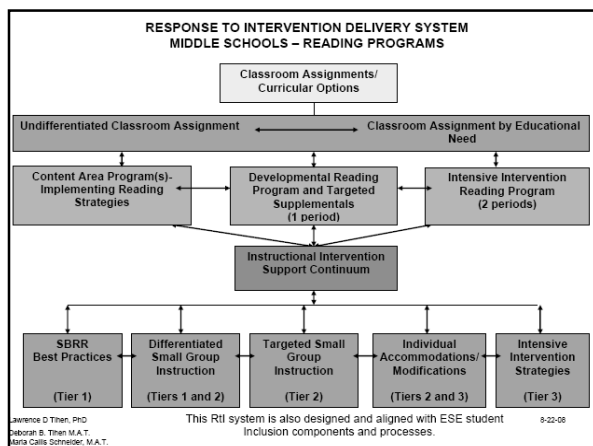 RESPONSE TO INTERVENTION DELIVERY SYSTEM
MIDDLE SCHOOLS – READING PROGRAMS
Classroom Assignments/
Curricular Options
Undifferentiated Classroom Assignment
Classroom Assignment by Educational
Need
Content Area Program(s)-
Implementing Reading
Strategies
Developmental Reading
Program and Targeted
Supplementals
(1 period)
Intensive Intervention
Reading Program
(2 periods)
Instructional Intervention
Support Continuum
SBRR
Best Practices
(Tier 1)
Differentiated
Small Group
Instruction
(Tiers 1 and 2)
Targeted Small
Group
Instruction
(Tier 2)
Individual
Accommodations/
Modifications
(Tiers 2 and 3)
Intensive
Intervention
Strategies
(Tier 3)
Lawrence D Tihen, PhD
Deborah B. Tihen M.A.T.
Maria Callis Schneider, M.A.T.
This RtI system is also designed and aligned with ESE student
Inclusion components and processes.
8-22-08